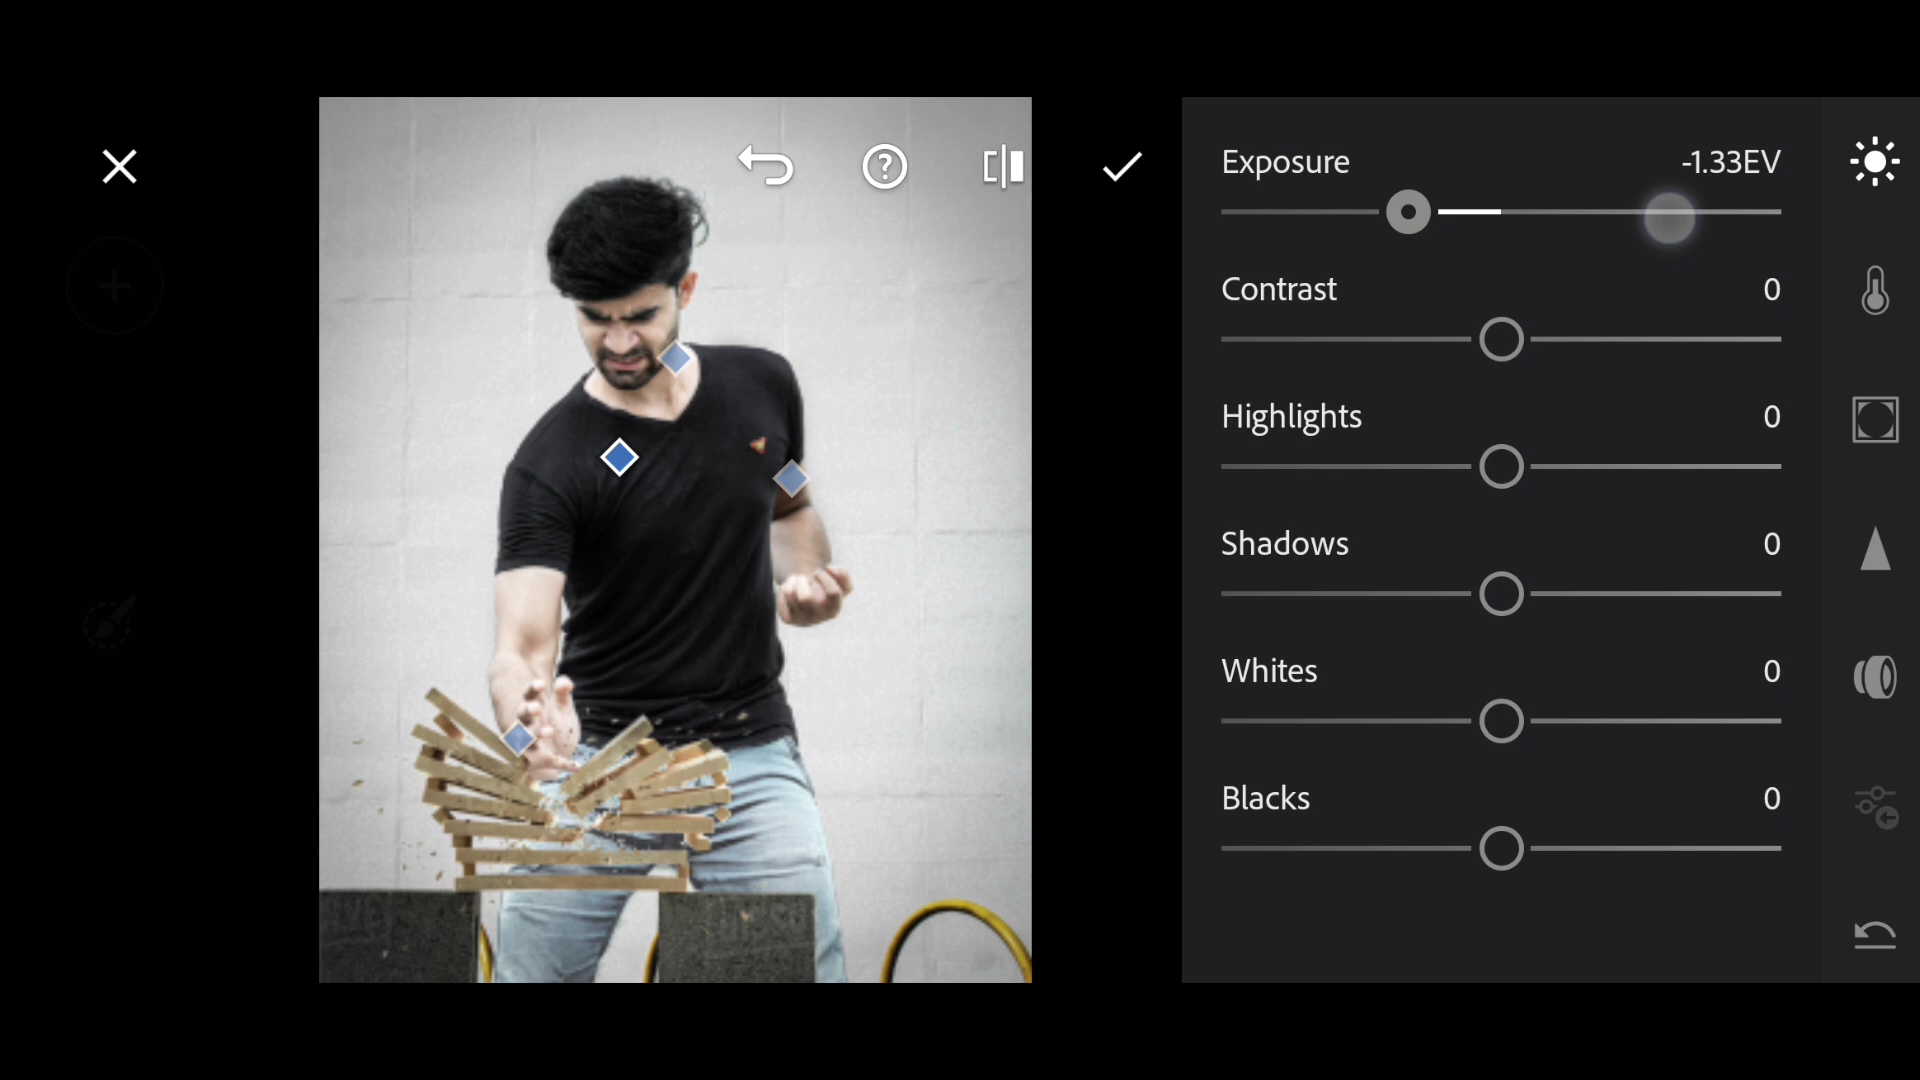 Exposure -1.33EV
Contrast 0
Highlights 0
Shadows 0
Whites 0
Blacks 0